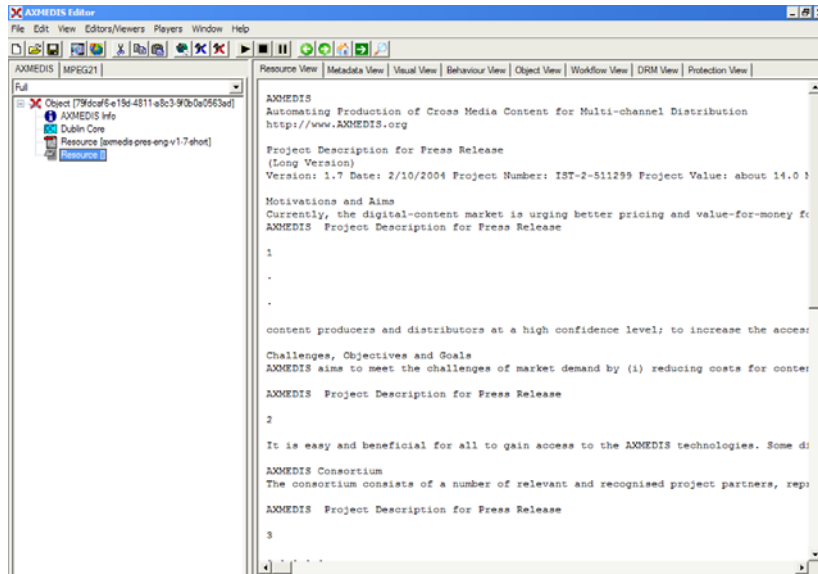 AXMEDIS Editor
File Edit View Editors/Viewers Players Window Help
AXMEDIS MPEG21
Resource View Metadata View Visual View Behaviour View Object View Workflow View DRM View Protection View
Full
Object [79fdcaf6-e19d-4811-a8c3-9f0b0a0563ad]
AXMEDIS Info
Dublin Core
Resource [axmedis-pres-eng-v1-7-short]
Resource []
AXMEDIS
Automating Production of Cross Media Content for Multi-channel Distribution
http://www.AXMEDIS.org
Project Description for Press Release
(Long Version)
Version: 1.7 Date: 2/10/2004 Project Number: IST-2-511299 Project Value: about 14.0
Motivations and Aims
Currently, the digital-content market is urging better pricing and value-for-money
AXMEDIS Project Description for Press Release
1
.
.
content producers and distributors at a high confidence level; to increase the
Challenges, Objectives and Goals
AXMEDIS aims to meet the challenges of market demand by (i) reducing costs for
AXMEDIS Project Description for Press Release
2
It is easy and beneficial for all to gain access to the AXMEDIS technologies. Some
AXMEDIS Consortium
The consortium consists of a number of relevant and recognised project partners,
AXMEDIS Project Description for Press Release
3